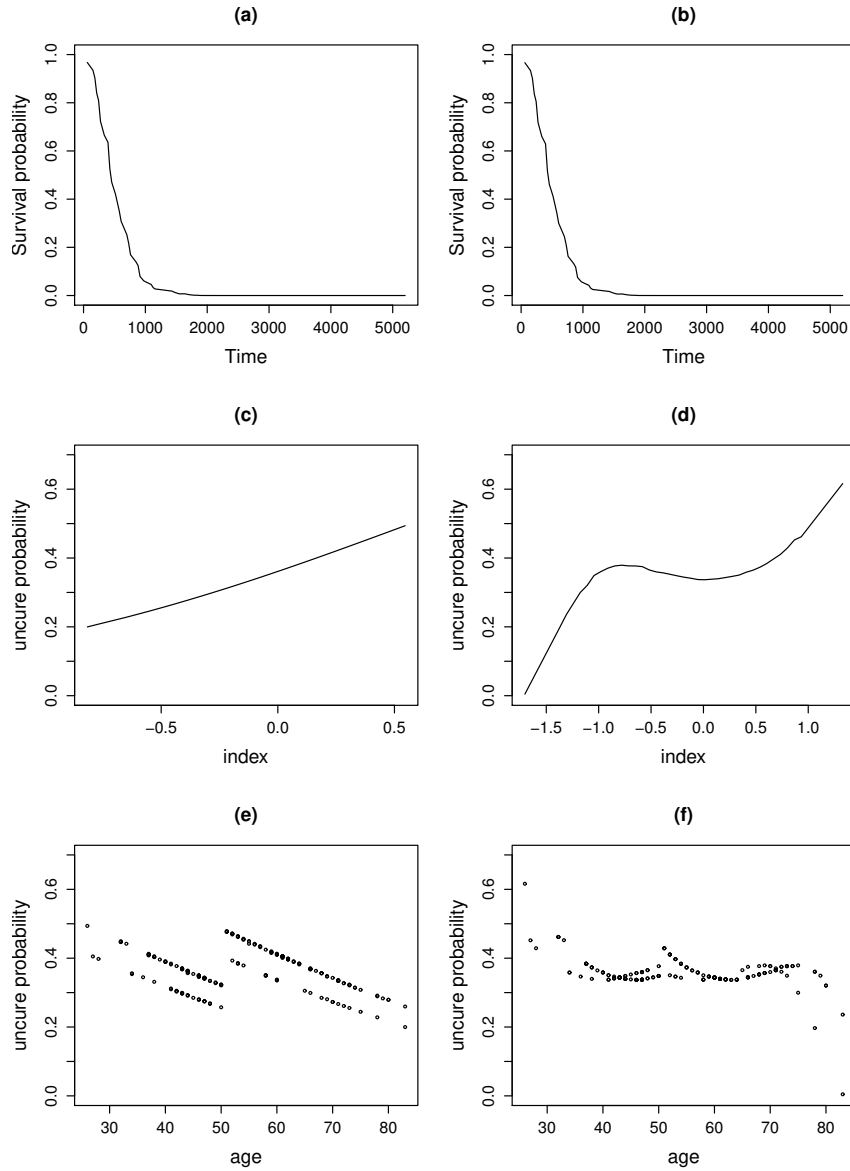 (a)
Survival probability
0.0 0.2 0.4 0.6 0.8 1.0
0 1000 2000 3000 4000 5000
Time
(b)
Survival probability
0.0 0.2 0.4 0.6 0.8 1.0
0 1000 2000 3000 4000 5000
Time
(c)
uncure probability
0.0 0.2 0.4 0.6
−0.5 0.0 0.5
index
(d)
uncure probability
0.0 0.2 0.4 0.6
−1.5 −1.0 −0.5 0.0 0.5 1.0
index
(e)
uncure probability
0.0 0.2 0.4 0.6
30 40 50 60 70 80
age
(f)
uncure probability
0.0 0.2 0.4 0.6
30 40 50 60 70 80
age